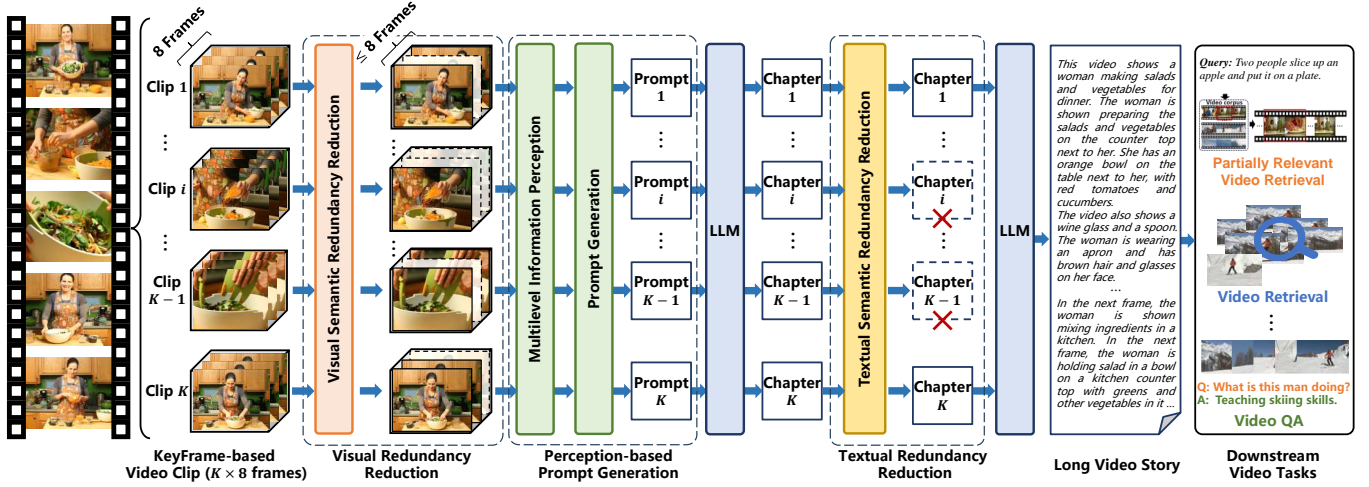 8 Frames
Clip 1
⋮
Clip i
⋮
Clip
K − 1
Clip K
KeyFrame-based
Video Clip (K × 8 frames)
Visual Semantic Redundancy Reduction
≤ 8 Frames
⋮
⋮
Visual Redundancy
Reduction
Multilevel Information Perception
Prompt Generation
Prompt
1
⋮
Prompt
i
⋮
Prompt
K − 1
Prompt
K
Perception-based
Prompt Generation
LLM
Chapter
1
⋮
Chapter
i
⋮
Chapter
K − 1
Chapter
K
Textual Semantic Redundancy Reduction
Chapter
1
⋮
Chapter
i
⋮
Chapter
K − 1
Chapter
K
Textual Redundancy
Reduction
LLM
This video shows a
woman making salads
and vegetables for
dinner. The woman is
shown preparing the
salads and vegetables
on the counter top
next to her. She has an
orange bowl on the
table next to her, with
red tomatoes and
cucumbers.
The video also shows a
wine glass and a spoon.
The woman is wearing
an apron and has
brown hair and glasses
on her face.
...
In the next frame, the
woman is shown
mixing ingredients in a
kitchen. In the next
frame, the woman is
holding salad in a bowl
on a kitchen counter
top with greens and
other vegetables in it ...
Long Video Story
Query: Two people slice up an
apple and put it on a plate.
Video corpus
Partially Relevant
Video Retrieval
Video Retrieval
⋮
Q: What is this man doing?
A: Teaching skiing skills.
Video QA
Downstream
Video Tasks